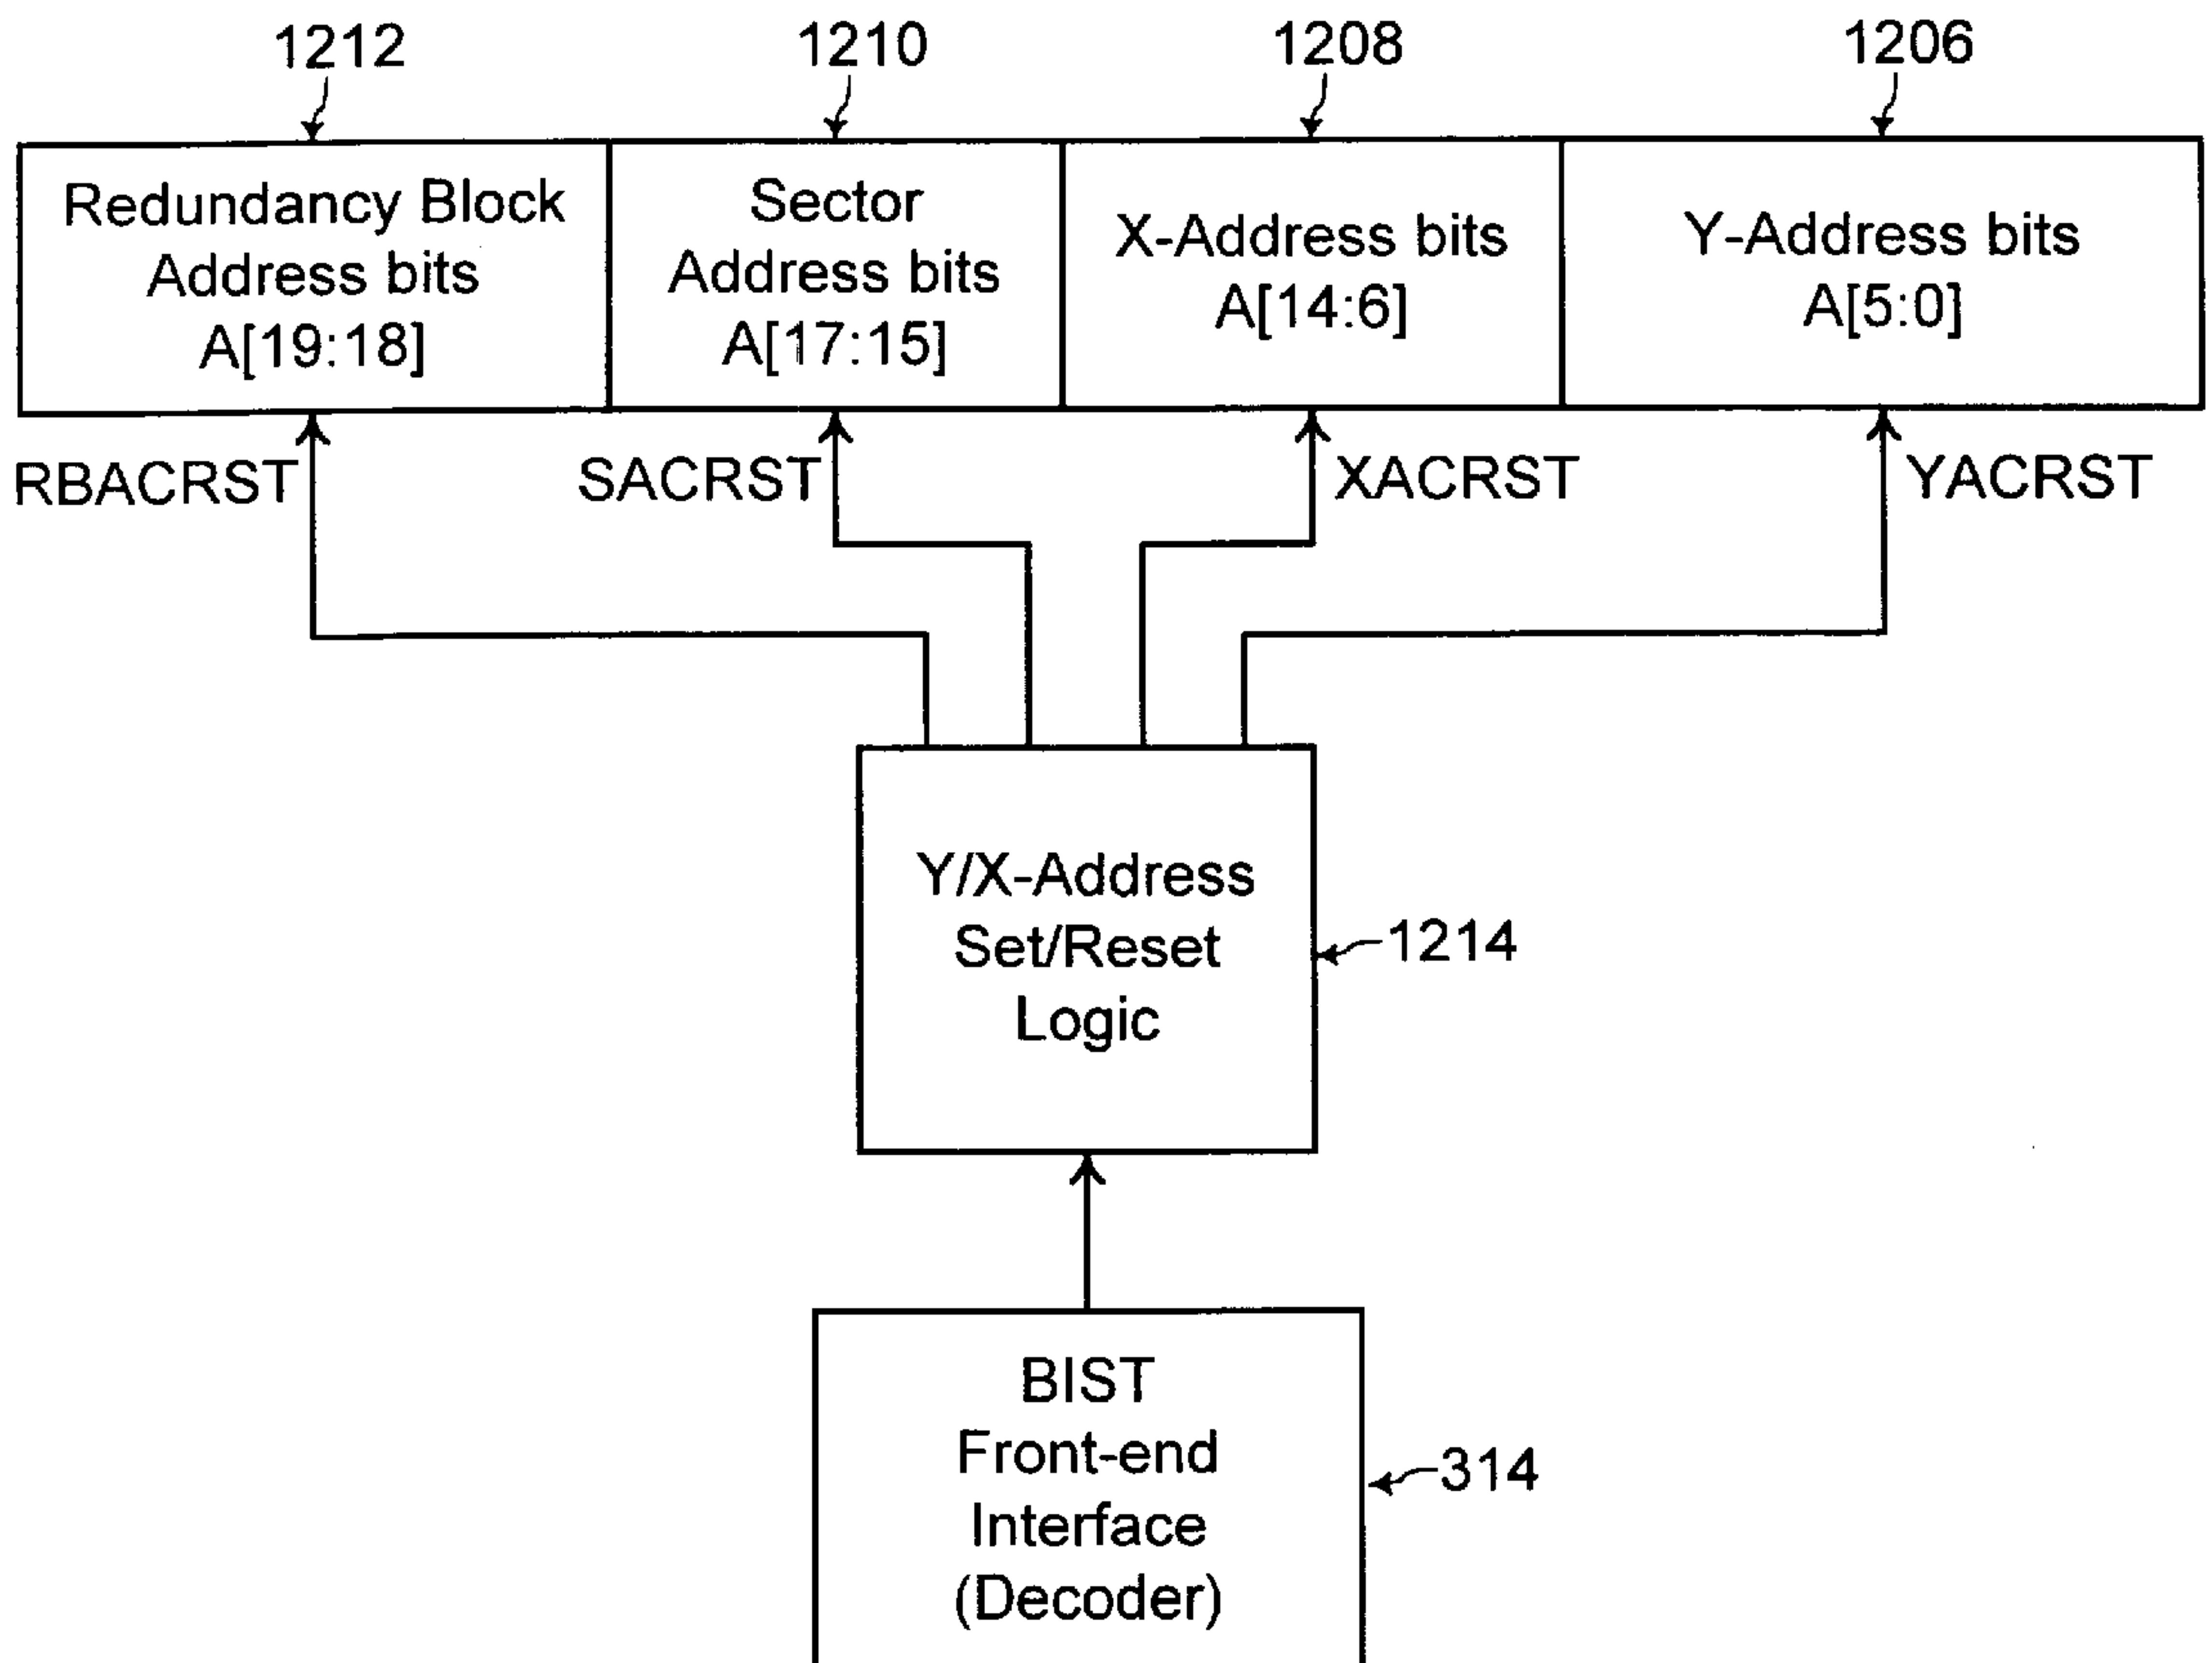 1212
1210
1208
1206
Redundancy Block
Address bits
A[19:18]
Sector
Address bits
A[17:15]
X-Address bits
A[14:6]
Y-Address bits
A[5:0]
RBACRST
SACRST
XACRST
YACRST
Y/X-Address
Set/Reset
Logic
1214
BIST
Front-end
Interface
(Decoder)
314